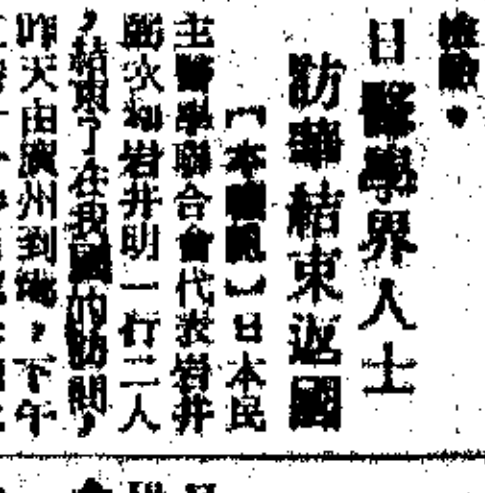 日醫學界人士
訪華結束返國
【本報訊】日本民
主醫學聯合會代表岩井
弼次和岩井明一行二人
，結束了在我國的訪問，
昨天由廣州到港，下午